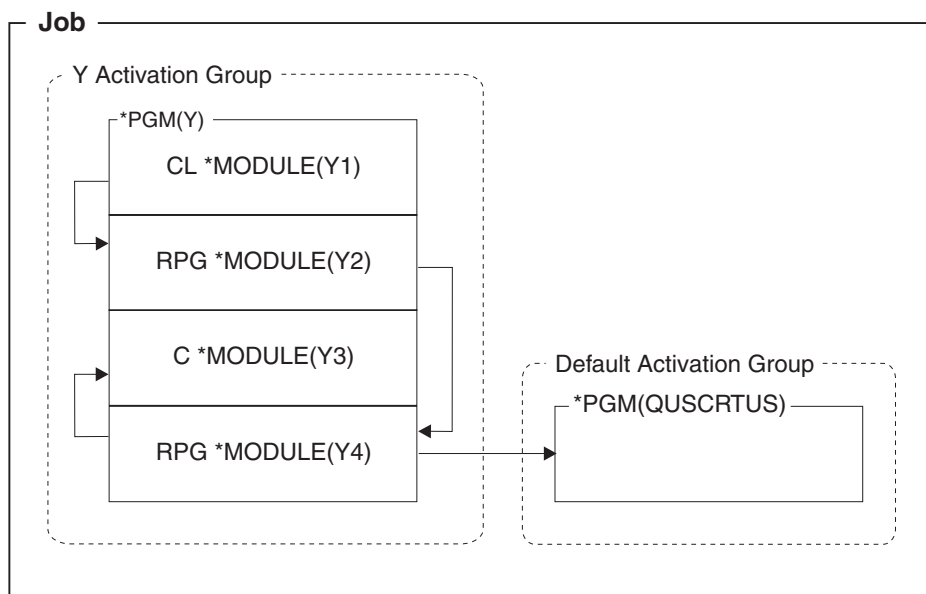 Job
Y Activation Group
*PGM(Y)
CL *MODULE(Y1)
RPG *MODULE(Y2)
C *MODULE(Y3)
RPG *MODULE(Y4)
Default Activation Group
*PGM(QUSCRTUS)